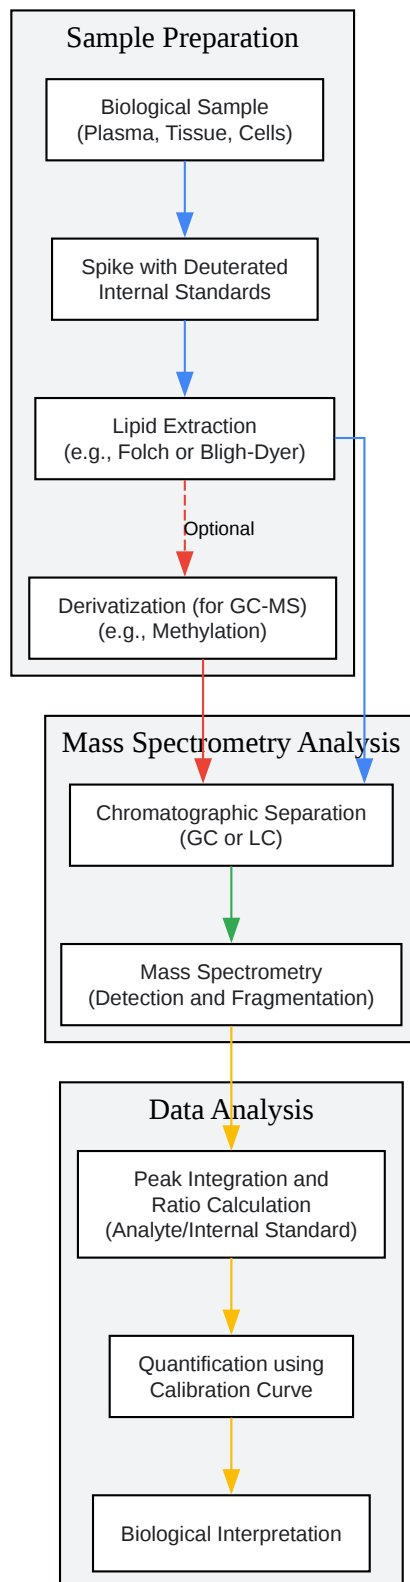 Sample Preparation
Biological Sample
(Plasma, Tissue, Cells)
Spike with Deuterated
Internal Standards
Lipid Extraction
(e.g., Folch or Bligh-Dyer)
Optional
Derivatization (for GC-MS)
(e.g., Methylation)
Mass Spectrometry Analysis
Chromatographic Separation
(GC or LC)
Mass Spectrometry
(Detection and Fragmentation)
Data Analysis
Peak Integration and
Ratio Calculation
(Analyte/Internal Standard)
Quantification using
Calibration Curve
Biological Interpretation